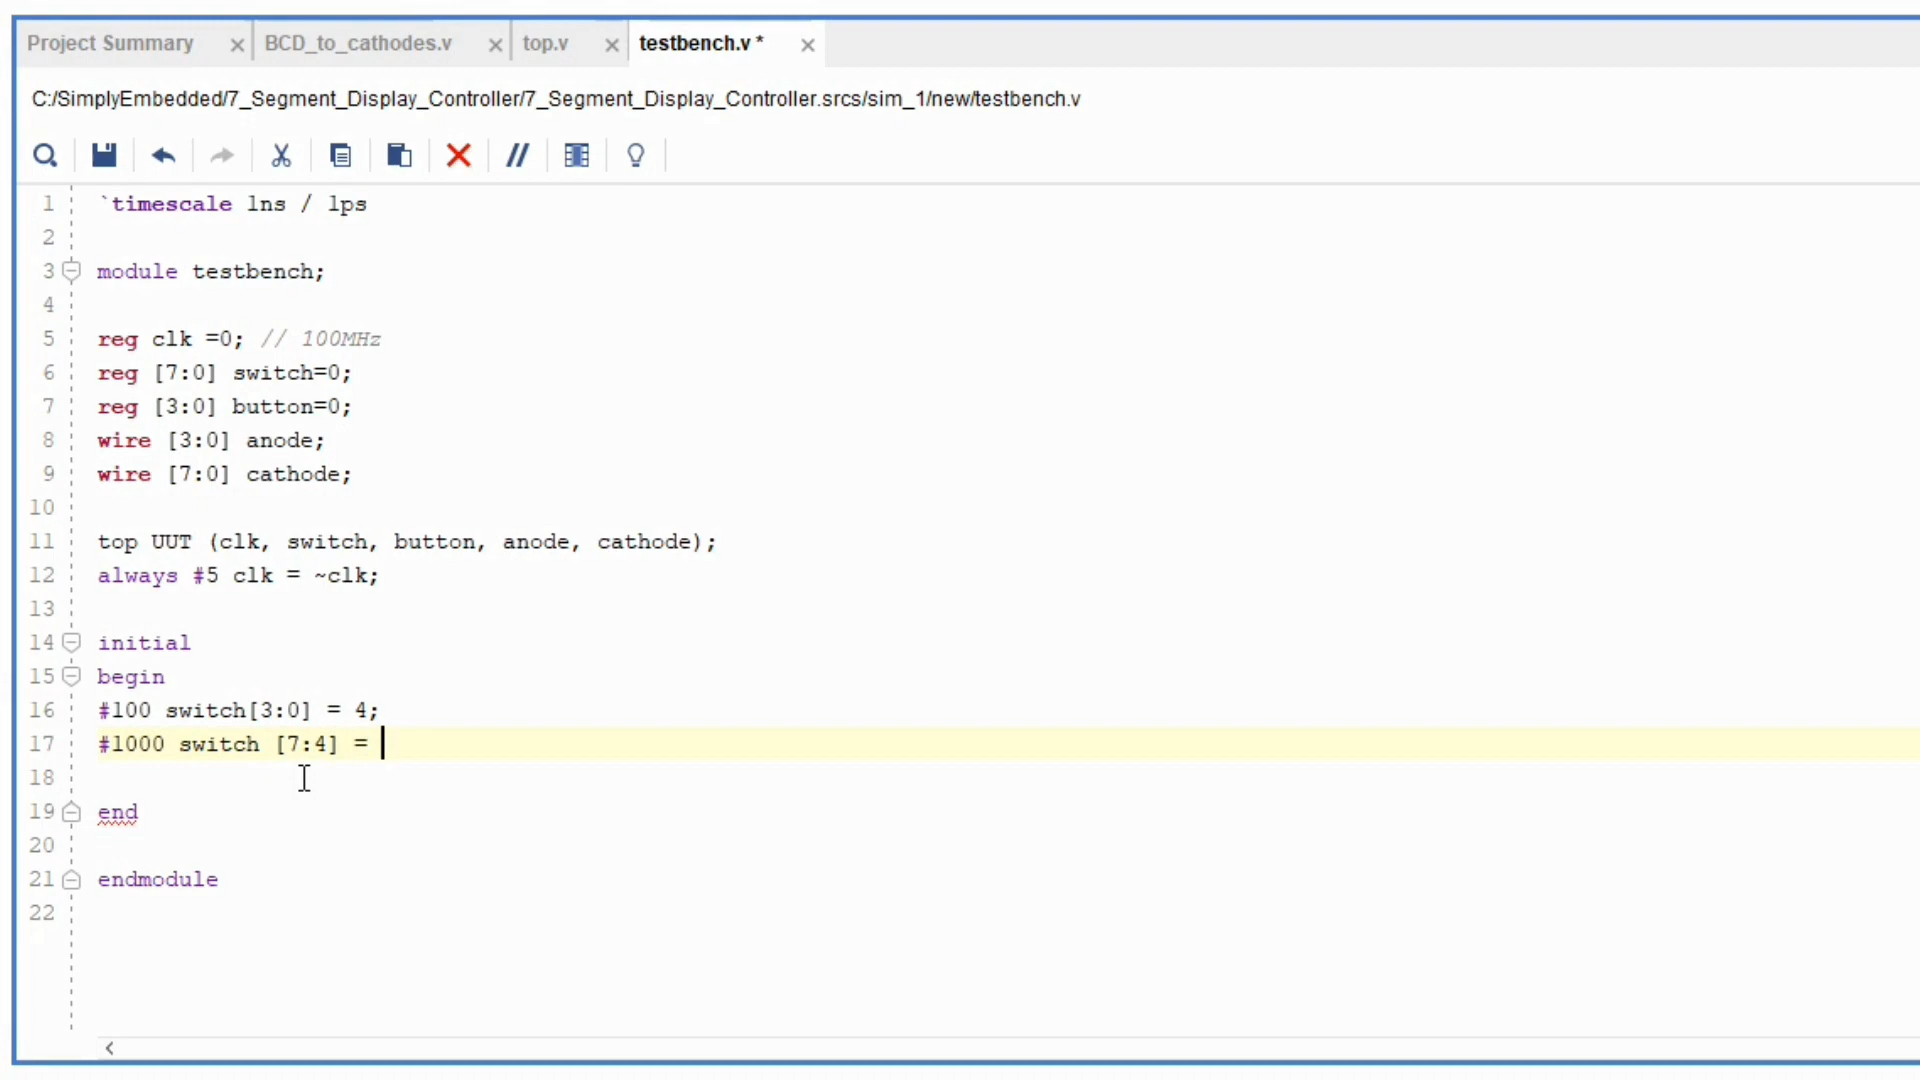 Project Summary × BCD_to_cathodes.v × top.v × testbench.v * ×
C:/SimplyEmbedded/7_Segment_Display_Controller/7_Segment_Display_Controller.srcs/sim_1/new/testbench.v
1 `timescale 1ns / 1ps
2
3 module testbench;
4
5 reg clk =0; // 100MHz
6 reg [7:0] switch=0;
7 reg [3:0] button=0;
8 wire [3:0] anode;
9 wire [7:0] cathode;
10
11 top UUT (clk, switch, button, anode, cathode);
12 always #5 clk = ~clk;
13
14 initial
15 begin
16 #100 switch[3:0] = 4;
17 #1000 switch [7:4] =
18
19 end
20
21 endmodule
22